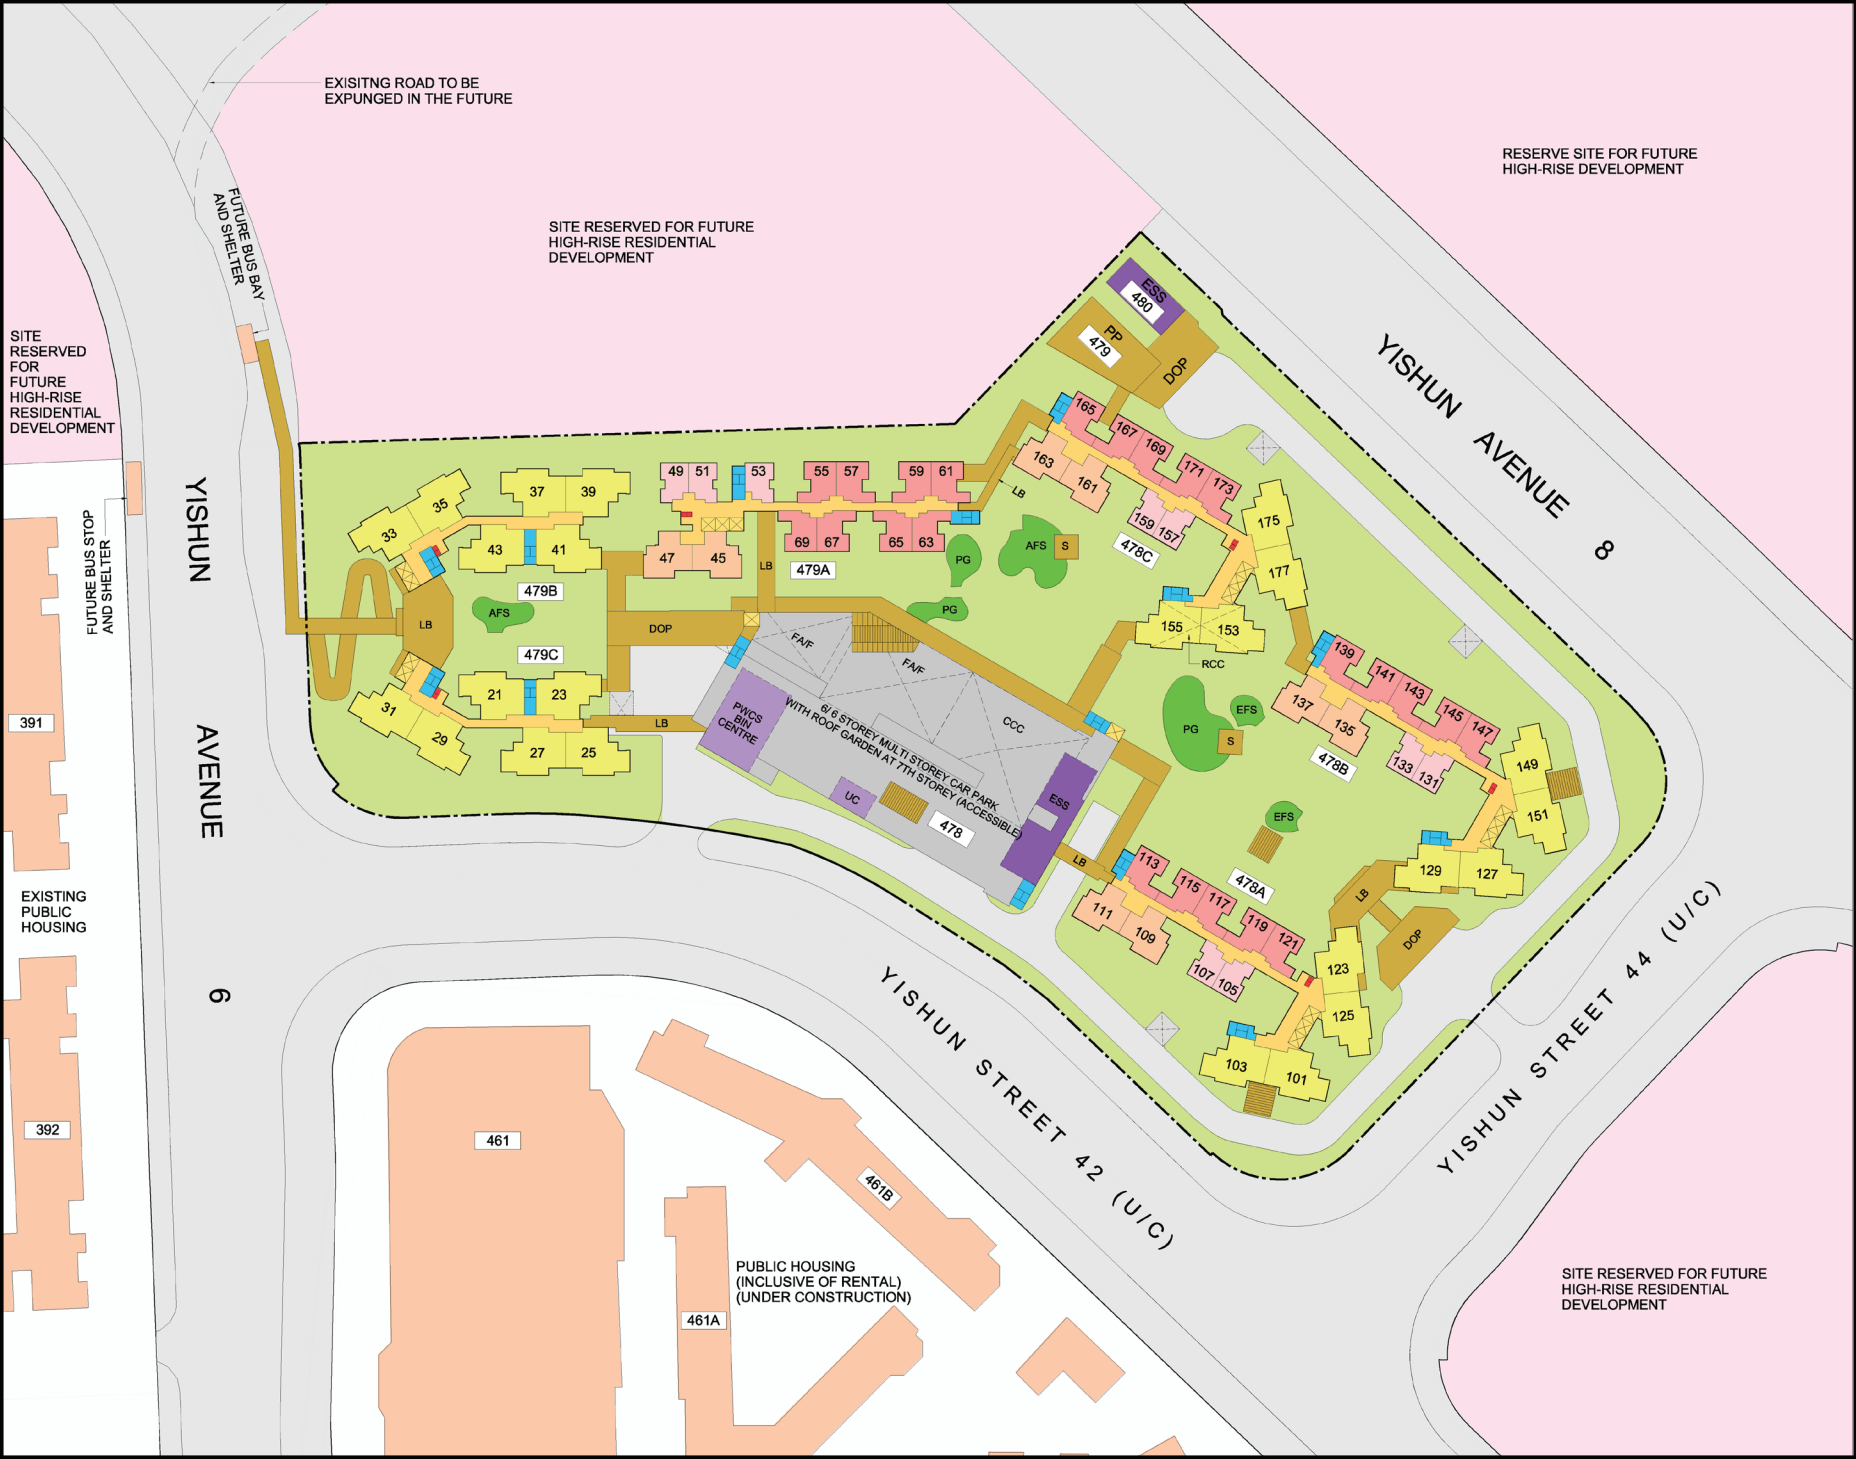 EXISITNG ROAD TO BE
EXPUNGED IN THE FUTURE
RESERVE SITE FOR FUTURE
HIGH-RISE DEVELOPMENT
SITE RESERVED FOR FUTURE
HIGH-RISE RESIDENTIAL
DEVELOPMENT
FUTURE BUS BAY
AND SHELTER
SITE
RESERVED
FOR
FUTURE
HIGH-RISE
RESIDENTIAL
DEVELOPMENT
YISHUN AVENUE 8
ESS
480
PP
479
DOP
FUTURE BUS STOP
AND SHELTER
YISHUN AVENUE 6
33
35
37
39
43
41
479B
49
51
53
55
57
59
61
47
45
69
67
65
63
LB
479A
PG
PG
AFS
S
LB
165
167
169
171
173
163
161
159
157
478C
175
177
155
153
RCC
LB
AFS
DOP
479C
21
23
31
29
27
25
LB
FA/F
FA/F
CCC
PWCS
BIN
CENTRE
6/ 6 STOREY MULTI STOREY CAR PARK
WITH ROOF GARDEN AT 7TH STOREY (ACCESSIBLE)
UC
478
ESS
LB
PG
EFS
S
EFS
139
141
143
145
147
137
135
133
131
478B
149
151
129
127
LB
DOP
113
115
117
119
121
478A
111
109
107
105
123
125
103
101
391
EXISTING
PUBLIC
HOUSING
392
461
461B
461A
PUBLIC HOUSING
(INCLUSIVE OF RENTAL)
(UNDER CONSTRUCTION)
YISHUN STREET 42 (U/C)
YISHUN STREET 44 (U/C)
SITE RESERVED FOR FUTURE
HIGH-RISE RESIDENTIAL
DEVELOPMENT